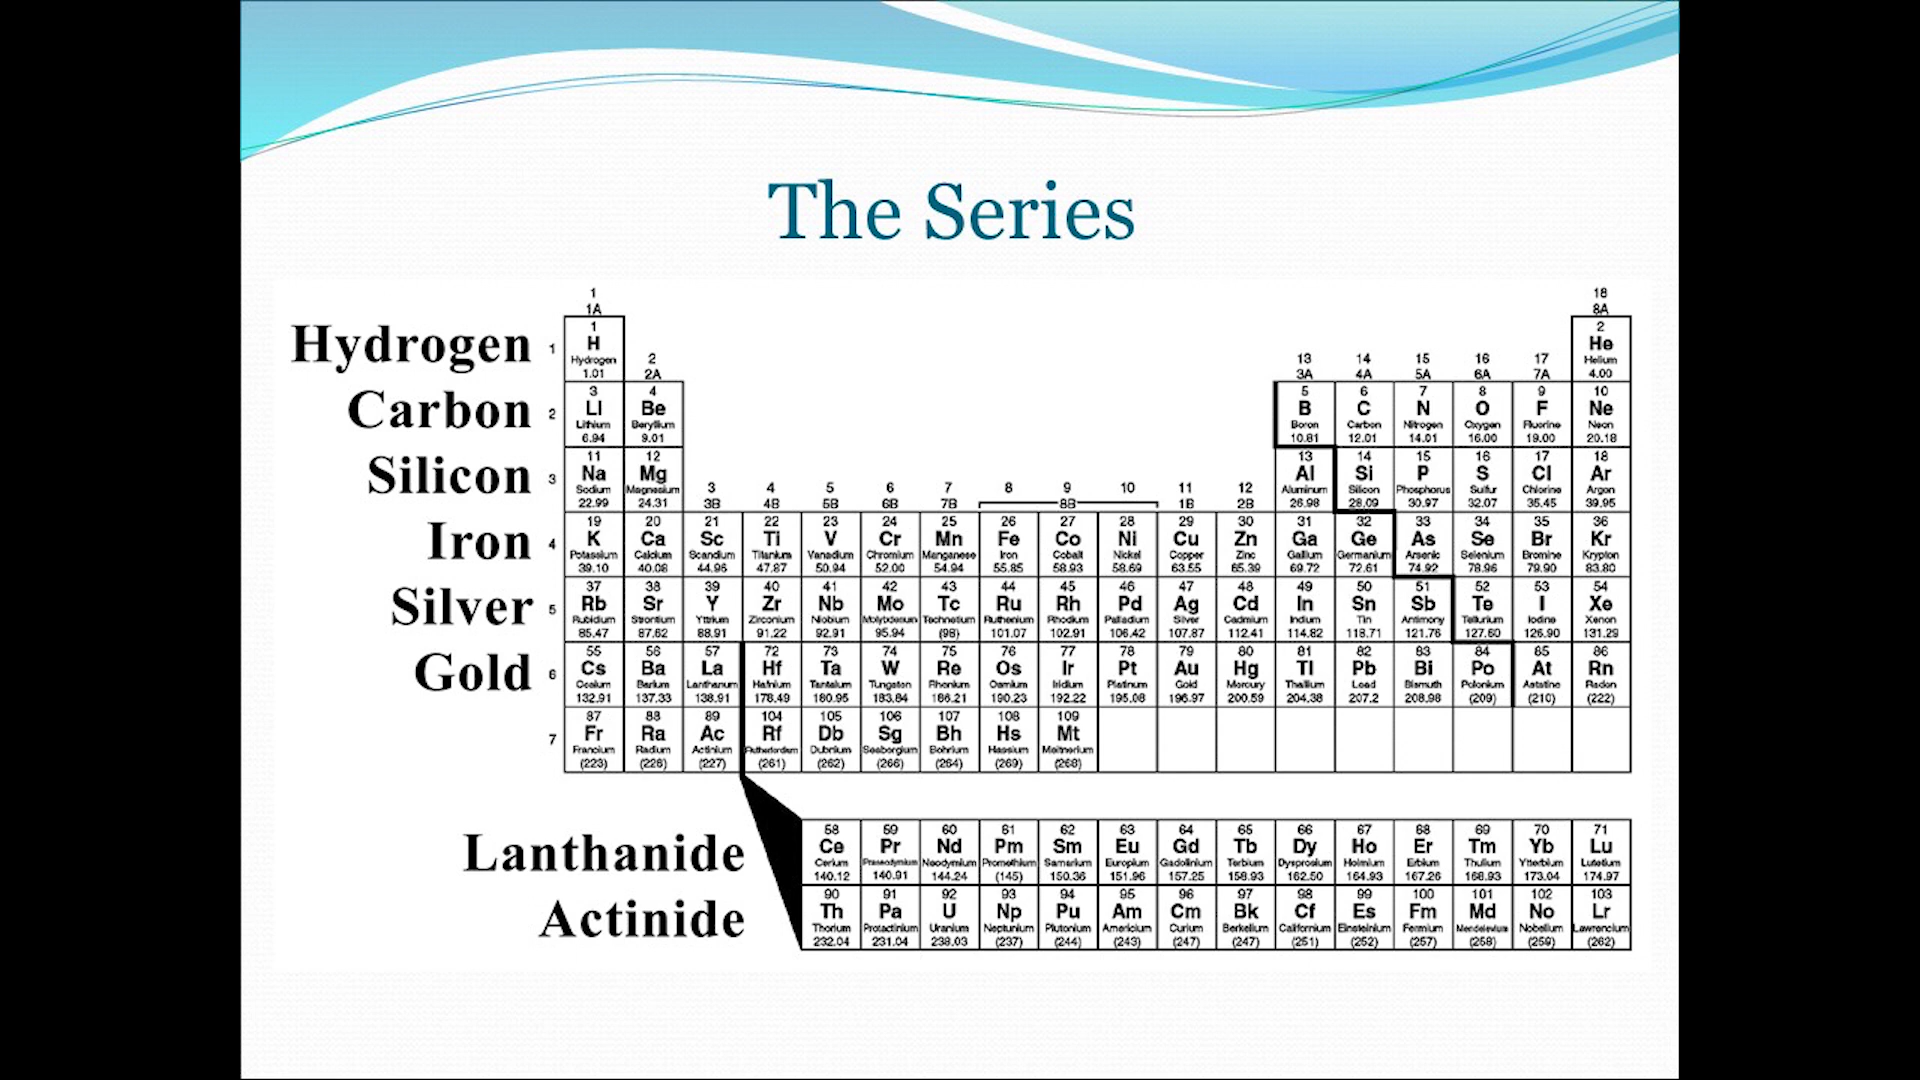 The Series
1 18
1A 8A
Hydrogen 1 1 2
H He
Hydrogen 2 13 14 15 16 17 Helium
1.01 2A 3A 4A 5A 6A 7A 4.00
Carbon 2 3 4 5 6 7 8 9 10
Li Be B C N O F Ne
Lithium Beryllium Boron Carbon Nitrogen Oxygen Fluorine Neon
6.94 9.01 10.81 12.01 14.01 16.00 19.00 20.18
Silicon 3 11 12 13 14 15 16 17 18
Na Mg Al Si P S Cl Ar
Sodium Magnesium 3 4 5 6 7 8 9 10 11 12 Aluminum Silicon Phosphorus Sulfur Chlorine Argon
22.99 24.31 3B 4B 5B 6B 7B 8B 1B 2B 26.98 28.09 30.97 32.07 35.45 39.95
Iron 4 19 20 21 22 23 24 25 26 27 28 29 30 31 32 33 34 35 36
K Ca Sc Ti V Cr Mn Fe Co Ni Cu Zn Ga Ge As Se Br Kr
Potassium Calcium Scandium Titanium Vanadium Chromium Manganese Iron Cobalt Nickel Copper Zinc Gallium Germanium Arsenic Selenium Bromine Krypton
39.10 40.08 44.96 47.87 50.94 52.00 54.94 55.85 58.93 58.69 63.55 65.39 69.72 72.61 74.92 78.96 79.90 83.80
Silver 5 37 38 39 40 41 42 43 44 45 46 47 48 49 50 51 52 53 54
Rb Sr Y Zr Nb Mo Tc Ru Rh Pd Ag Cd In Sn Sb Te I Xe
Rubidium Strontium Yttrium Zirconium Niobium Molybdenum Technetium Ruthenium Rhodium Palladium Silver Cadmium Indium Tin Antimony Tellurium Iodine Xenon
85.47 87.62 88.91 91.22 92.91 95.94 (98) 101.07 102.91 106.42 107.87 112.41 114.82 118.71 121.76 127.60 126.90 131.29
Gold 6 55 56 57 72 73 74 75 76 77 78 79 80 81 82 83 84 85 86
Cs Ba La Hf Ta W Re Os Ir Pt Au Hg Tl Pb Bi Po At Rn
Cesium Barium Lanthanum Hafnium Tantalum Tungsten Rhenium Osmium Iridium Platinum Gold Mercury Thallium Lead Bismuth Polonium Astatine Radon
132.91 137.33 138.91 178.49 180.95 183.84 186.21 190.23 192.22 195.08 196.97 200.59 204.38 207.2 208.98 (209) (210) (222)
7 87 88 89 104 105 106 107 108 109
Fr Ra Ac Rf Db Sg Bh Hs Mt
Francium Radium Actinium Rutherfordium Dubnium Seaborgium Bohrium Hassium Meitnerium
(223) (226) (227) (261) (262) (266) (264) (269) (268)
Lanthanide 58 59 60 61 62 63 64 65 66 67 68 69 70 71
Ce Pr Nd Pm Sm Eu Gd Tb Dy Ho Er Tm Yb Lu
Cerium Praseodymium Neodymium Promethium Samarium Europium Gadolinium Terbium Dysprosium Holmium Erbium Thulium Ytterbium Lutetium
140.12 140.91 144.24 (145) 150.36 151.96 157.25 158.93 162.50 164.93 167.26 168.93 173.04 174.97
Actinide 90 91 92 93 94 95 96 97 98 99 100 101 102 103
Th Pa U Np Pu Am Cm Bk Cf Es Fm Md No Lr
Thorium Protactinium Uranium Neptunium Plutonium Americium Curium Berkelium Californium Einsteinium Fermium Mendelevium Nobelium Lawrencium
232.04 231.04 238.03 (237) (244) (243) (247) (247) (251) (252) (257) (258) (259) (262)